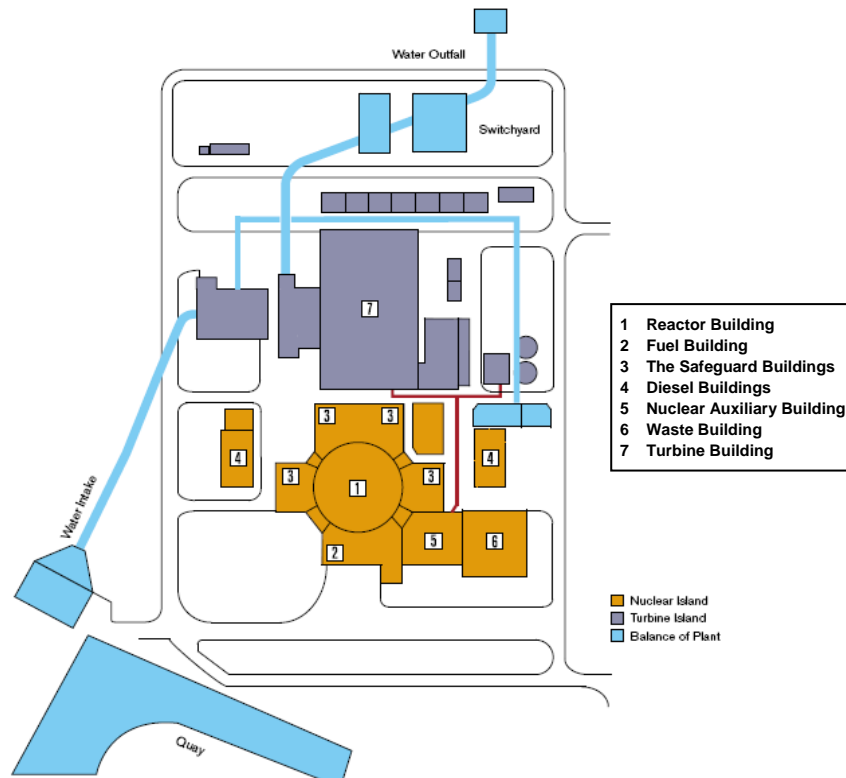 Water Outfall
Switchyard
7
1 Reactor Building
2 Fuel Building
3 The Safeguard Buildings
4 Diesel Buildings
5 Nuclear Auxiliary Building
6 Waste Building
7 Turbine Building
3 3
4
3
3
4
1
Water Intake
5
6
2
Nuclear Island
Turbine Island
Balance of Plant
Quay